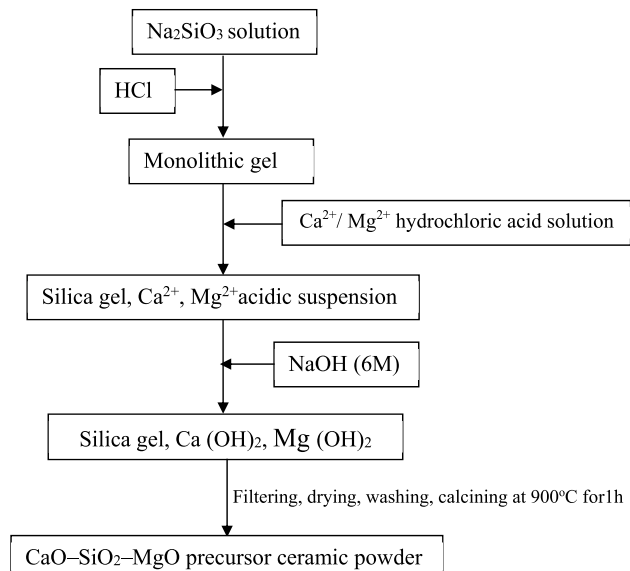 Na₂SiO₃ solution
HCl
Monolithic gel
Ca²⁺/ Mg²⁺ hydrochloric acid solution
Silica gel, Ca²⁺, Mg²⁺acidic suspension
NaOH (6M)
Silica gel, Ca (OH)₂, Mg (OH)₂
Filtering, drying, washing, calcining at 900ºC for1h
CaO–SiO₂–MgO precursor ceramic powder